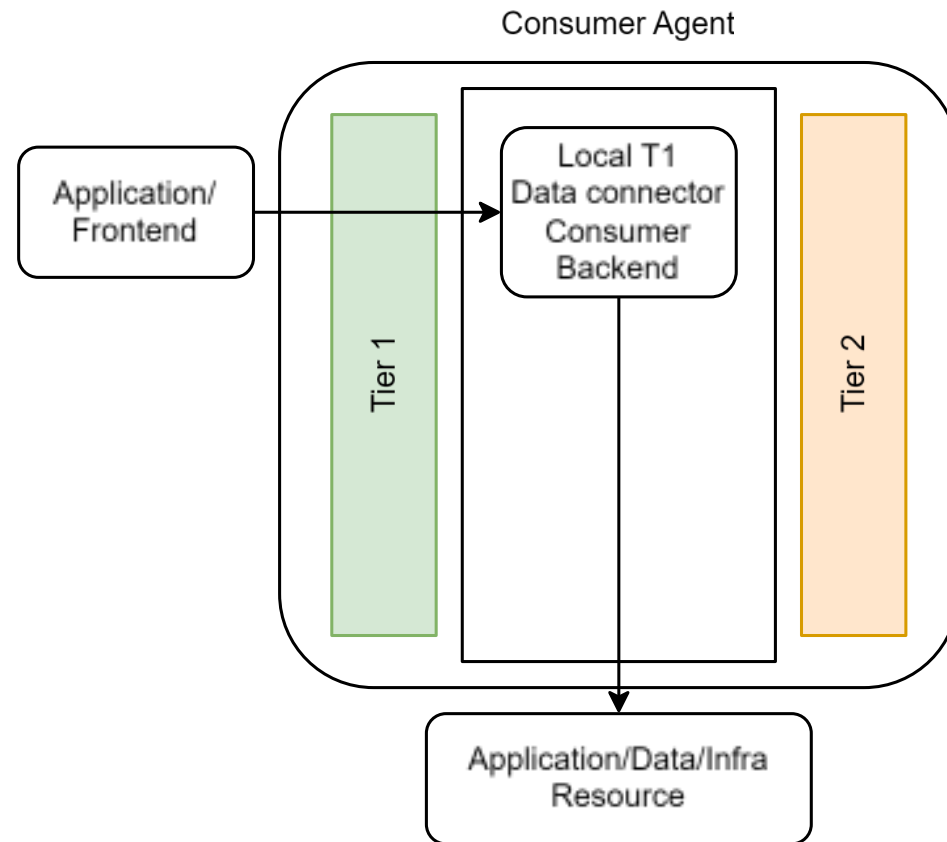 Consumer Agent
Application/
Frontend
Tier 1
Local T1
Data connector
Consumer
Backend
Tier 2
Application/Data/Infra
Resource